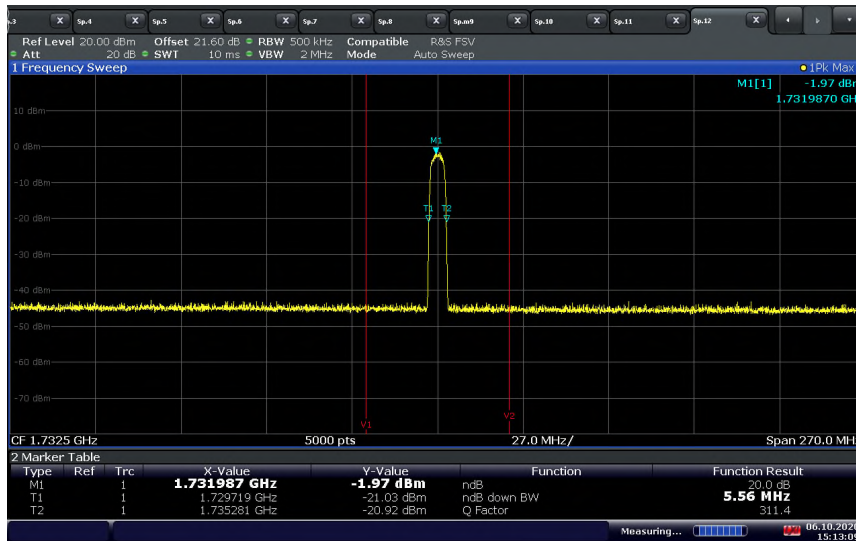 .3 X Sp.4 X Sp.5 X Sp.6 X Sp.7 X Sp.8 X Sp.m9 X Sp.10 X Sp.11 X Sp.12 X
Ref Level 20.00 dBm Offset 21.60 dB RBW 500 kHz Compatible R&S FSV
Att 20 dB SWT 10 ms VBW 2 MHz Mode Auto Sweep
1 Frequency Sweep 1Pk Max
M1[1] -1.97 dBm
1.7319870 GH
10 dBm
M1
0 dBm
-10 dBm
T1 T2
-20 dBm
-30 dBm
-40 dBm
-50 dBm
-60 dBm
-70 dBm
V1 V2
CF 1.7325 GHz 5000 pts 27.0 MHz/ Span 270.0 MH
2 Marker Table
Type Ref Trc X-Value Y-Value Function Function Result
M1 1 1.731987 GHz -1.97 dBm ndB 20.0 dB
T1 1 1.729719 GHz -21.03 dBm ndB down BW 5.56 MHz
T2 1 1.735281 GHz -20.92 dBm Q Factor 311.4
Measuring... 06.10.2020
15:13:09